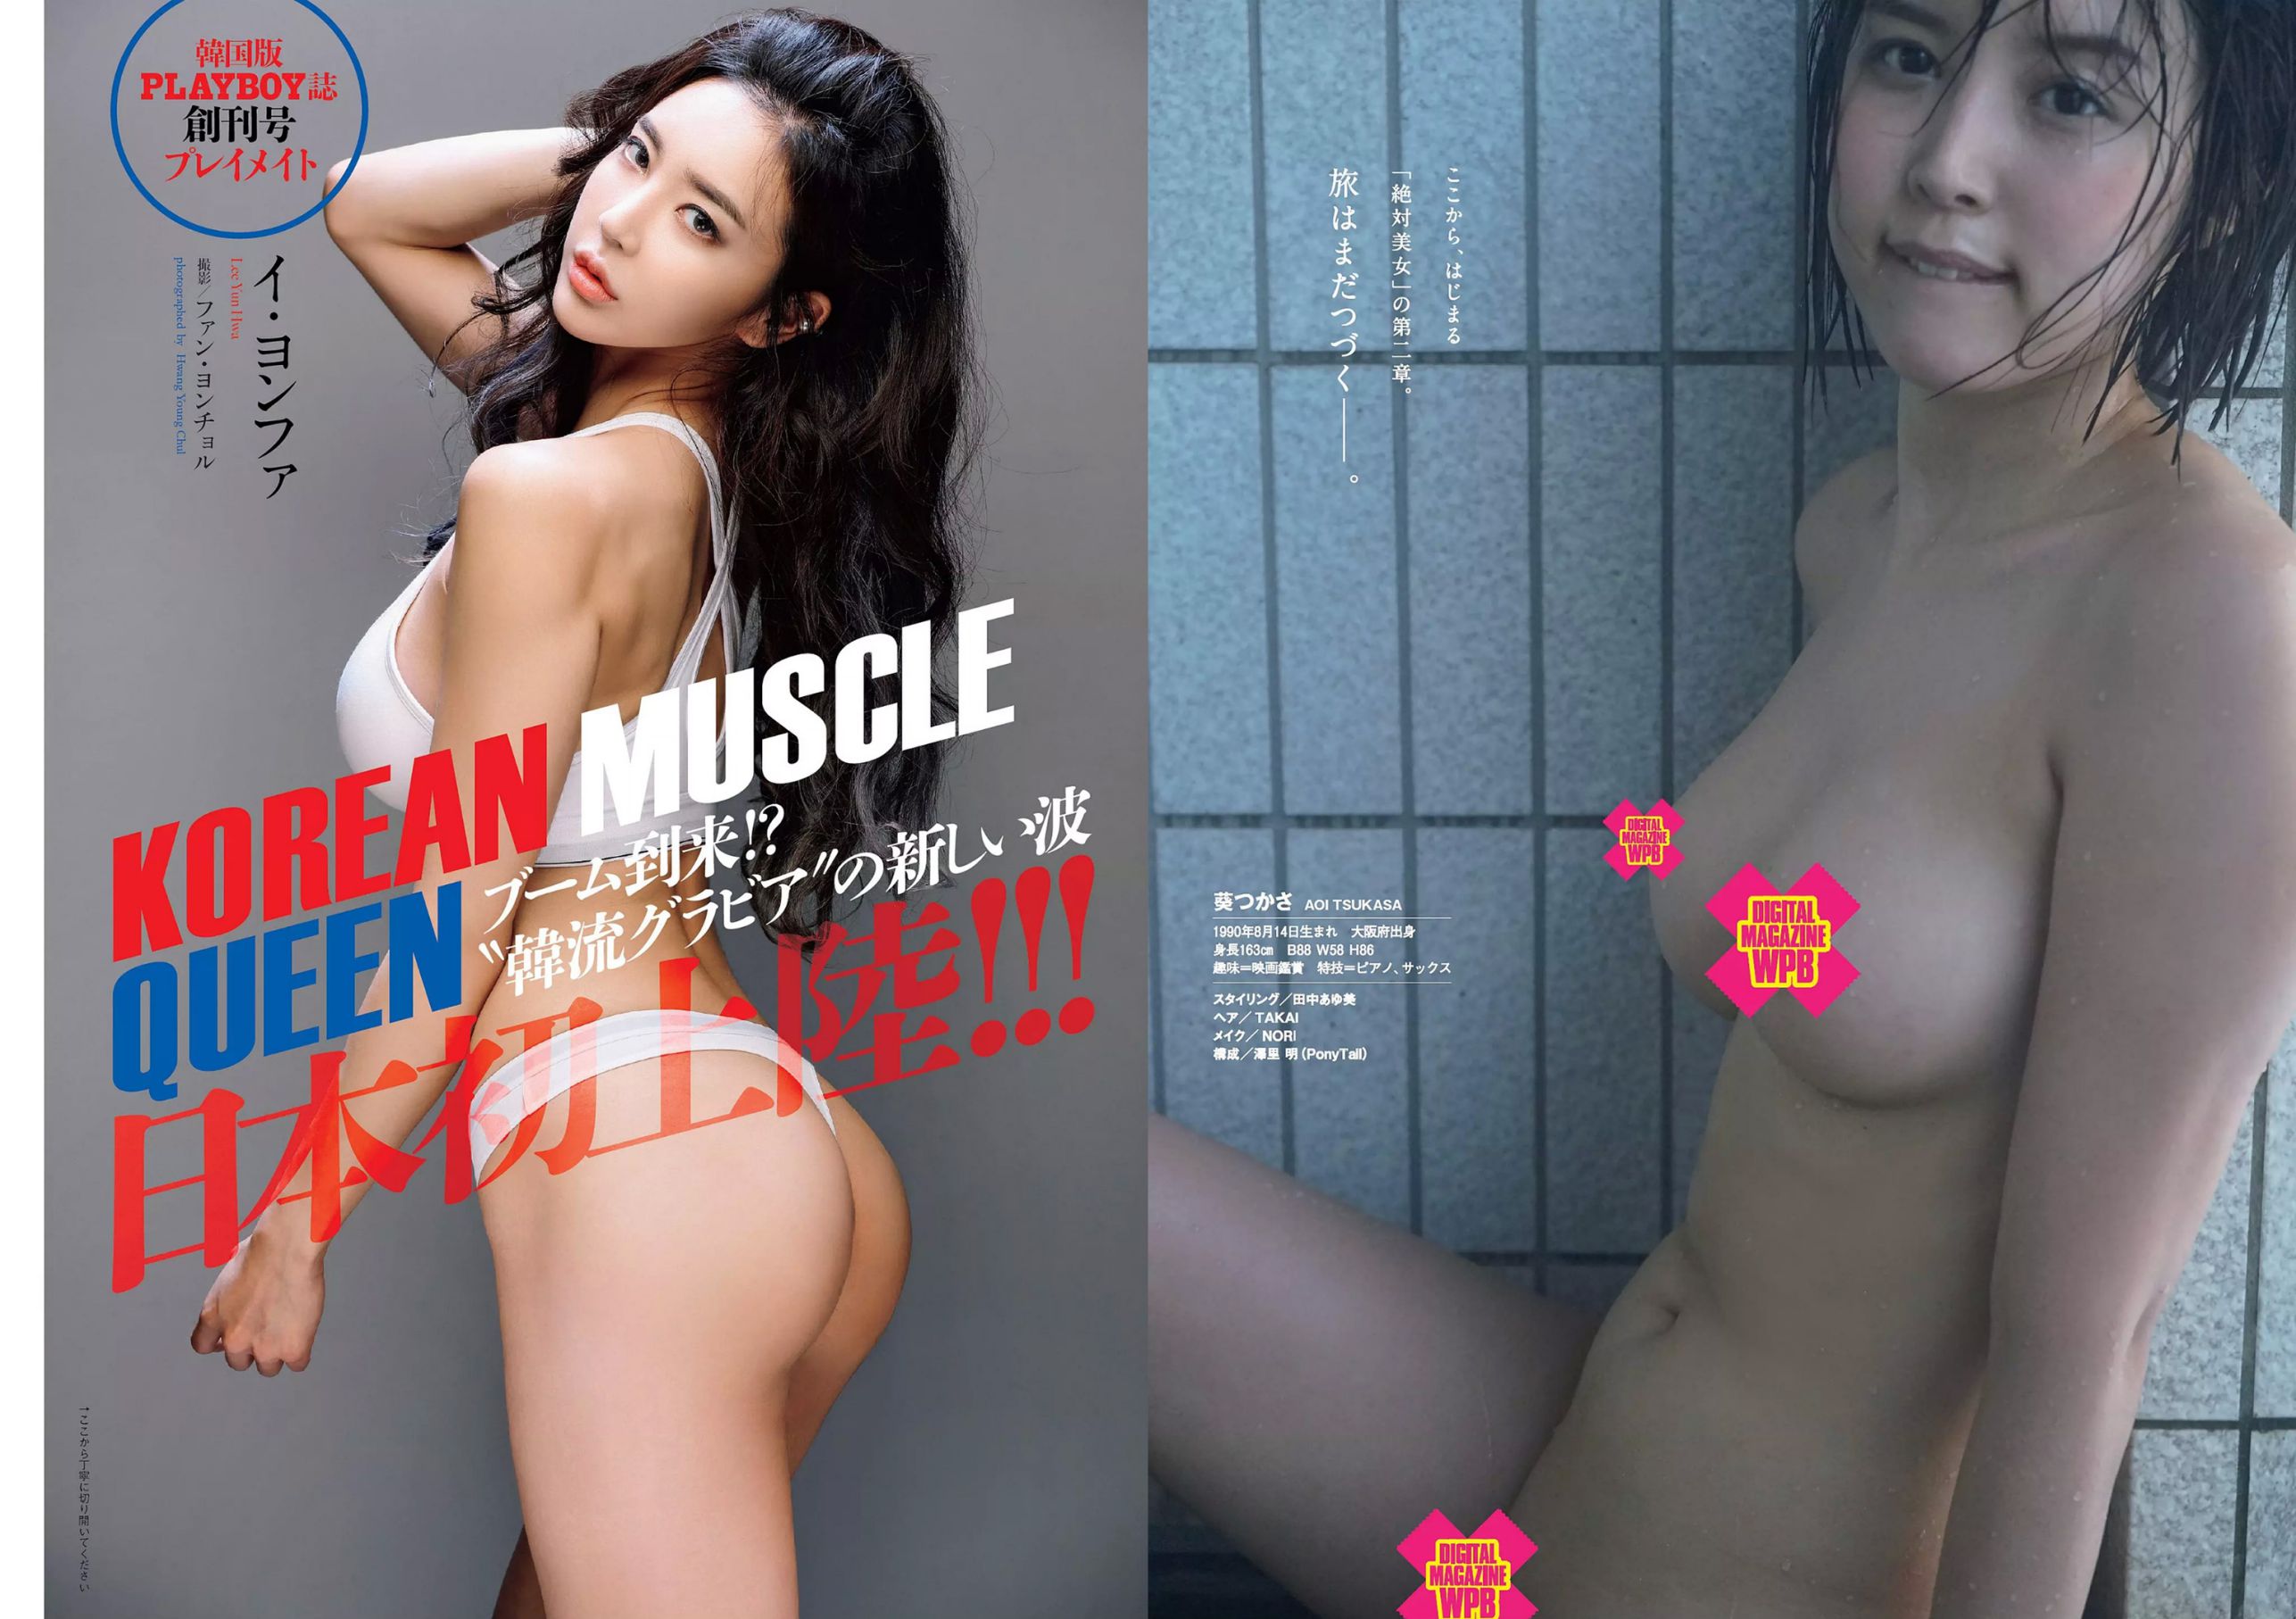 韓国版
PLAYBOY誌
創刊号
プレイメイト
イ・ヨンファ
Lee Yun Hwa
撮影／ファン・ヨンチョル
photographed by Hwang Young Chul
KOREAN MUSCLE
QUEEN
ブーム到来!?
〝韓流グラビア〟の新しい波
日本初上陸!!!
↑ここから丁寧に切り開いてください
ここから、はじまる
「絶対美女」の第二章。
旅はまだつづく――。
葵つかさ AOI TSUKASA
1990年8月14日生まれ 大阪府出身
身長163㎝ B88 W58 H86
趣味＝映画鑑賞 特技＝ピアノ、サックス
スタイリング／田中あゆ美
ヘア／TAKAI
メイク／NORI
構成／澤里 明（PonyTail）
DIGITAL
MAGAZINE
WPB
DIGITAL
MAGAZINE
WPB
DIGITAL
MAGAZINE
WPB